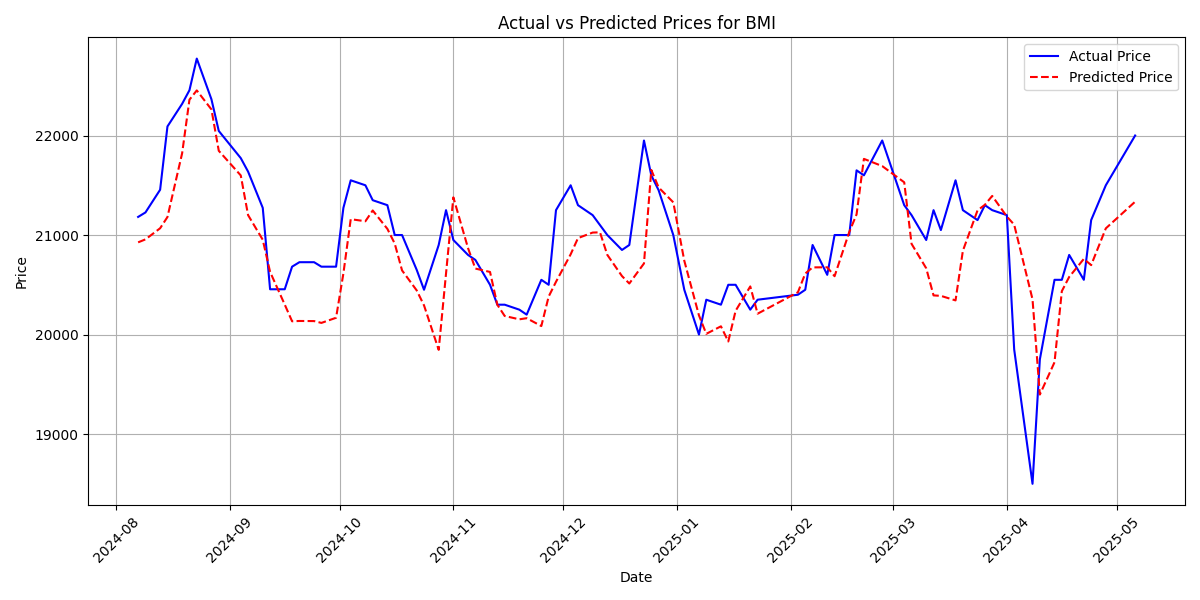 Actual vs Predicted Prices for BMI
Actual Price
Predicted Price
Price
22000
21000
20000
19000
2024-08
2024-09
2024-10
2024-11
2024-12
2025-01
2025-02
2025-03
2025-04
2025-05
Date